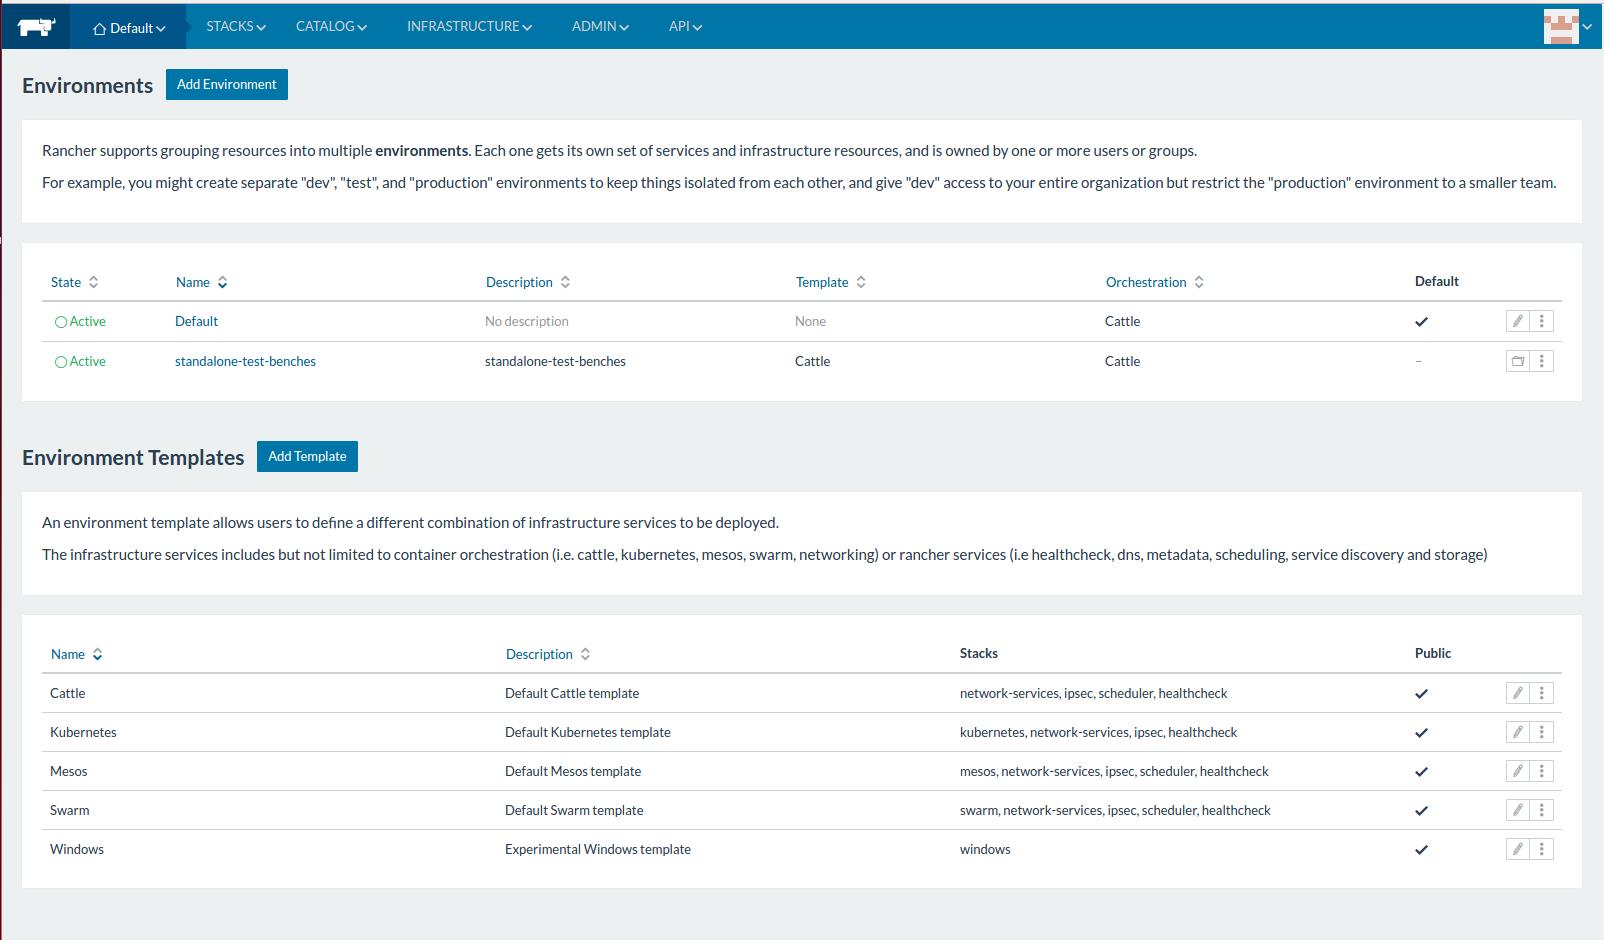 Default STACKS CATALOG INFRASTRUCTURE ADMIN API
Environments Add Environment
Rancher supports grouping resources into multiple environments. Each one gets its own set of services and infrastructure resources, and is owned by one or more users or groups.
For example, you might create separate "dev", "test", and "production" environments to keep things isolated from each other, and give "dev" access to your entire organization but restrict the "production" environment to a smaller team.
State Name Description Template Orchestration Default
Active Default No description None Cattle
Active standalone-test-benches standalone-test-benches Cattle Cattle –
Environment Templates Add Template
An environment template allows users to define a different combination of infrastructure services to be deployed.
The infrastructure services includes but not limited to container orchestration (i.e. cattle, kubernetes, mesos, swarm, networking) or rancher services (i.e healthcheck, dns, metadata, scheduling, service discovery and storage)
Name Description Stacks Public
Cattle Default Cattle template network-services, ipsec, scheduler, healthcheck
Kubernetes Default Kubernetes template kubernetes, network-services, ipsec, healthcheck
Mesos Default Mesos template mesos, network-services, ipsec, scheduler, healthcheck
Swarm Default Swarm template swarm, network-services, ipsec, scheduler, healthcheck
Windows Experimental Windows template windows